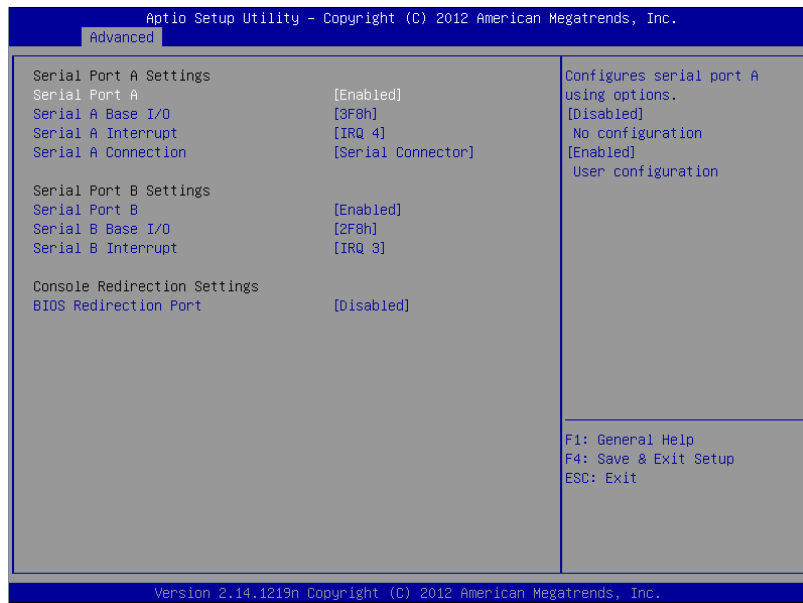 Aptio Setup Utility – Copyright (C) 2012 American Megatrends, Inc.
Advanced
Serial Port A Settings
Serial Port A [Enabled]
Serial A Base I/O [3F8h]
Serial A Interrupt [IRQ 4]
Serial A Connection [Serial Connector]
Serial Port B Settings
Serial Port B [Enabled]
Serial B Base I/O [2F8h]
Serial B Interrupt [IRQ 3]
Console Redirection Settings
BIOS Redirection Port [Disabled]
Configures serial port A
using options.
[Disabled]
No configuration
[Enabled]
User configuration
F1: General Help
F4: Save & Exit Setup
ESC: Exit
Version 2.14.1219n Copyright (C) 2012 American Megatrends, Inc.